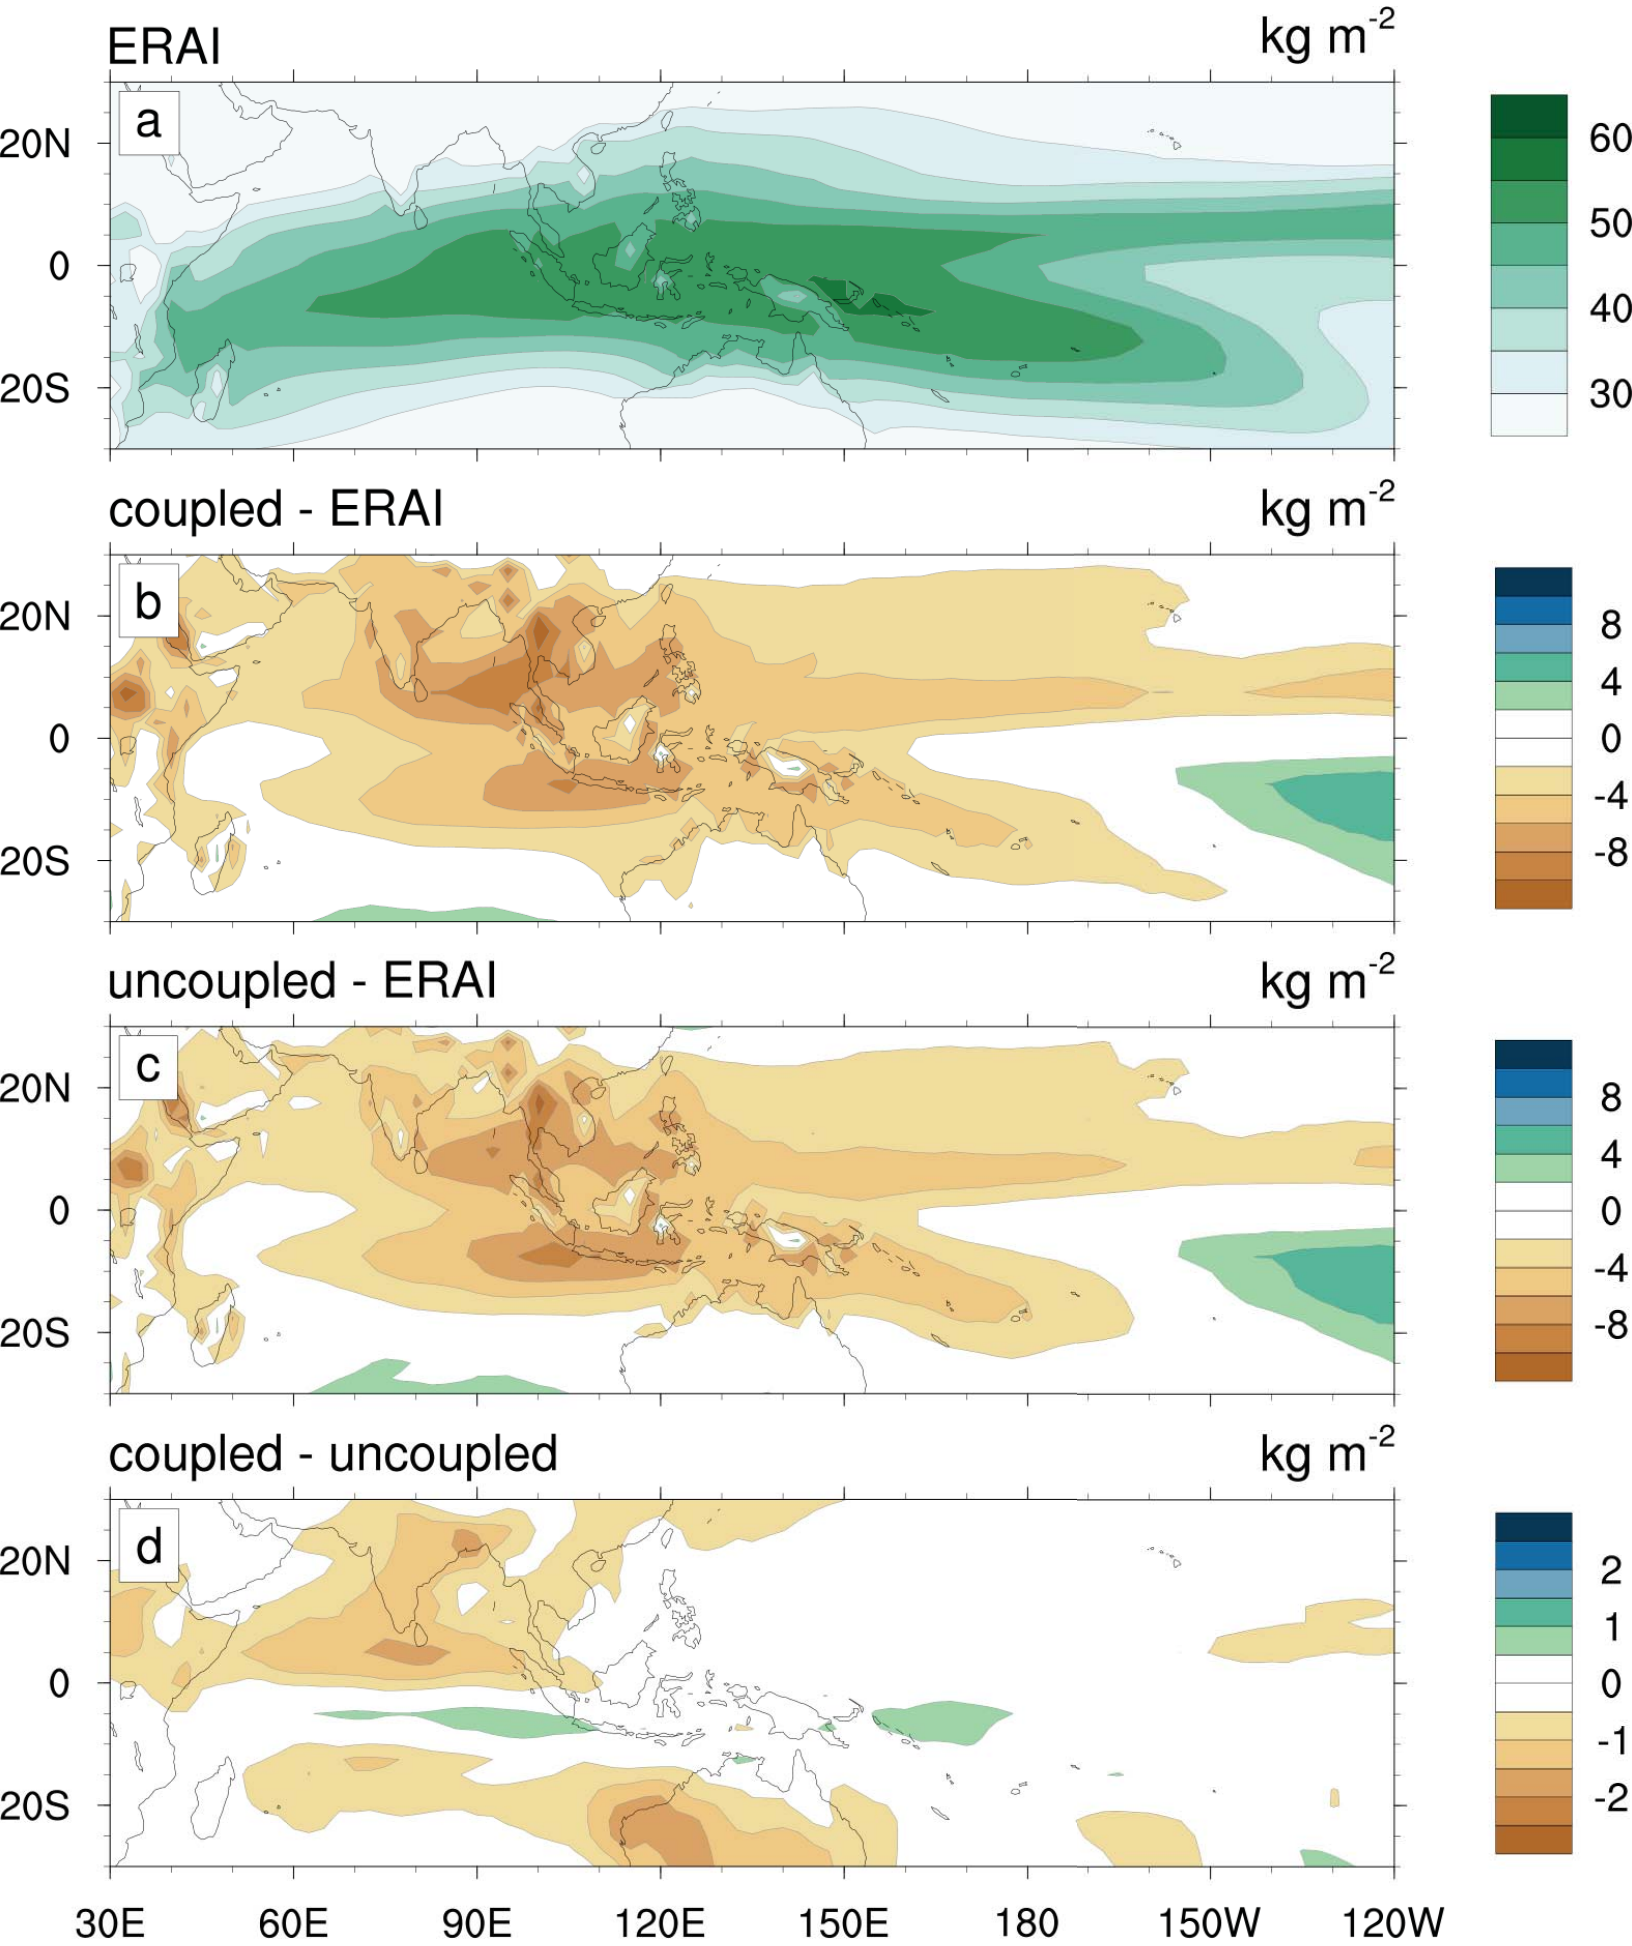 ERAI kg m-2
a
20N
0
20S
60
50
40
30
coupled - ERAI kg m-2
b
20N
0
20S
8
4
0
-4
-8
uncoupled - ERAI kg m-2
c
20N
0
20S
8
4
0
-4
-8
coupled - uncoupled kg m-2
d
20N
0
20S
2
1
0
-1
-2
30E 60E 90E 120E 150E 180 150W 120W